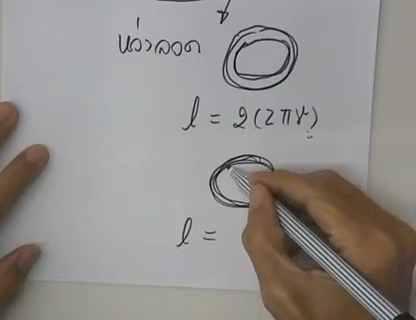 ห่วงลวด
l = 2(2πr)
l =